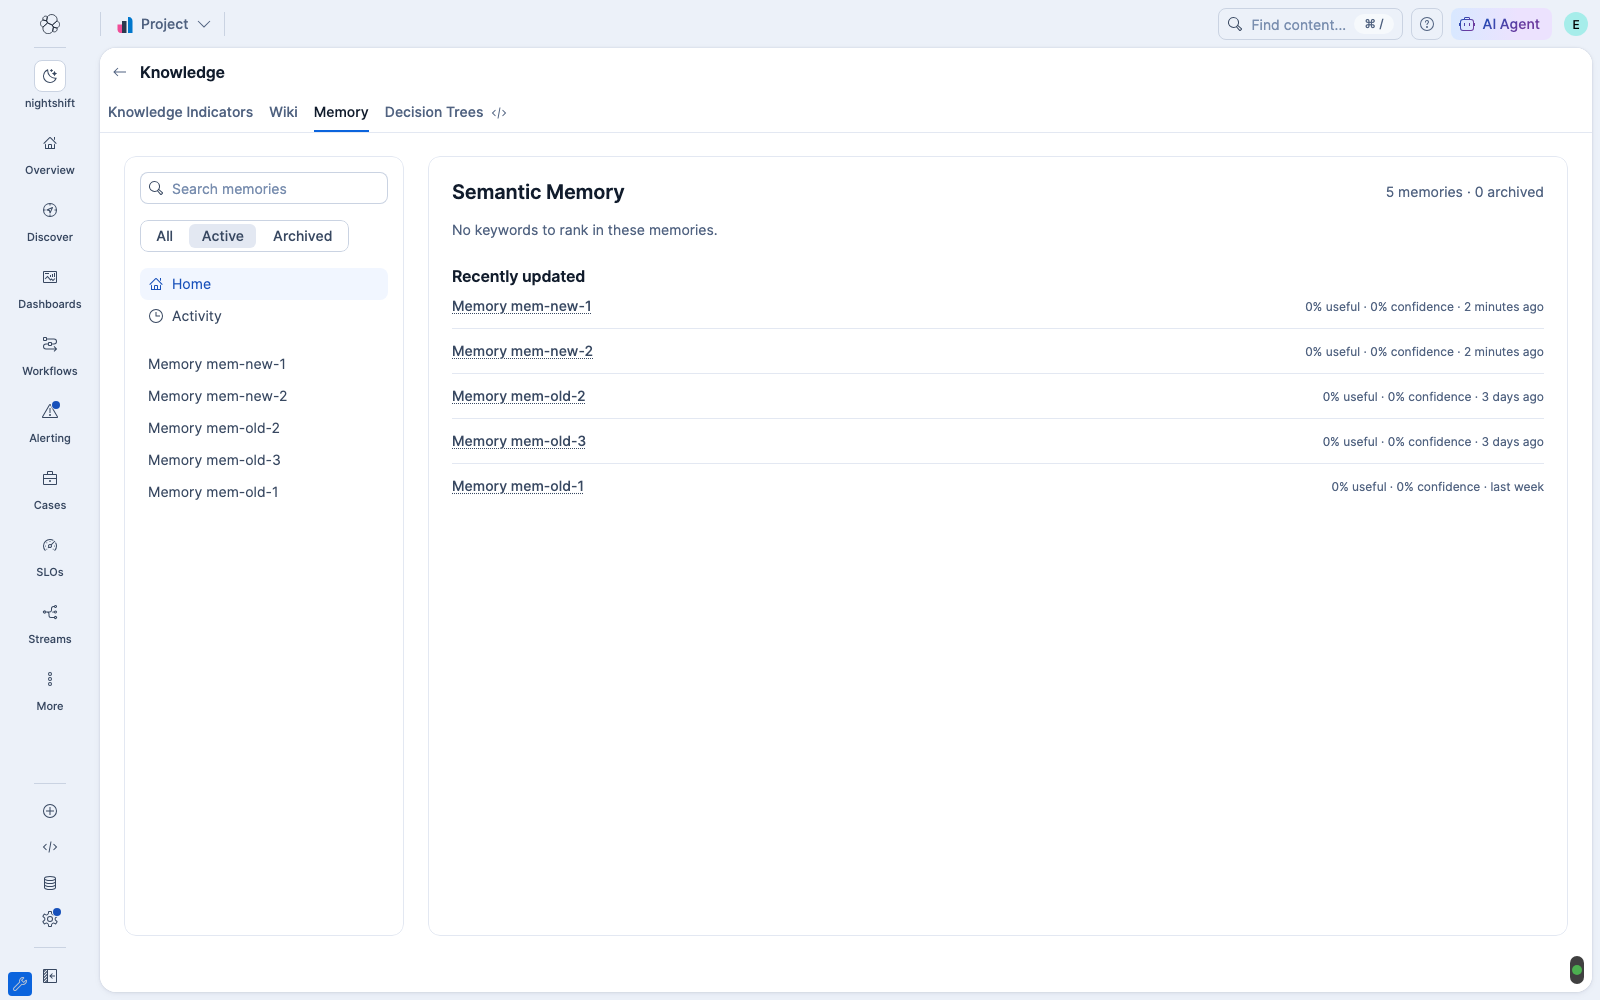 Project
Find content...
⌘ /
AI Agent
E
nightshift
Overview
Discover
Dashboards
Workflows
Alerting
Cases
SLOs
Streams
More
Knowledge
Knowledge Indicators
Wiki
Memory
Decision Trees
Search memories
All
Active
Archived
Home
Activity
Memory mem-new-1
Memory mem-new-2
Memory mem-old-2
Memory mem-old-3
Memory mem-old-1
Semantic Memory
5 memories · 0 archived
No keywords to rank in these memories.
Recently updated
Memory mem-new-1 0% useful · 0% confidence · 2 minutes ago
Memory mem-new-2 0% useful · 0% confidence · 2 minutes ago
Memory mem-old-2 0% useful · 0% confidence · 3 days ago
Memory mem-old-3 0% useful · 0% confidence · 3 days ago
Memory mem-old-1 0% useful · 0% confidence · last week